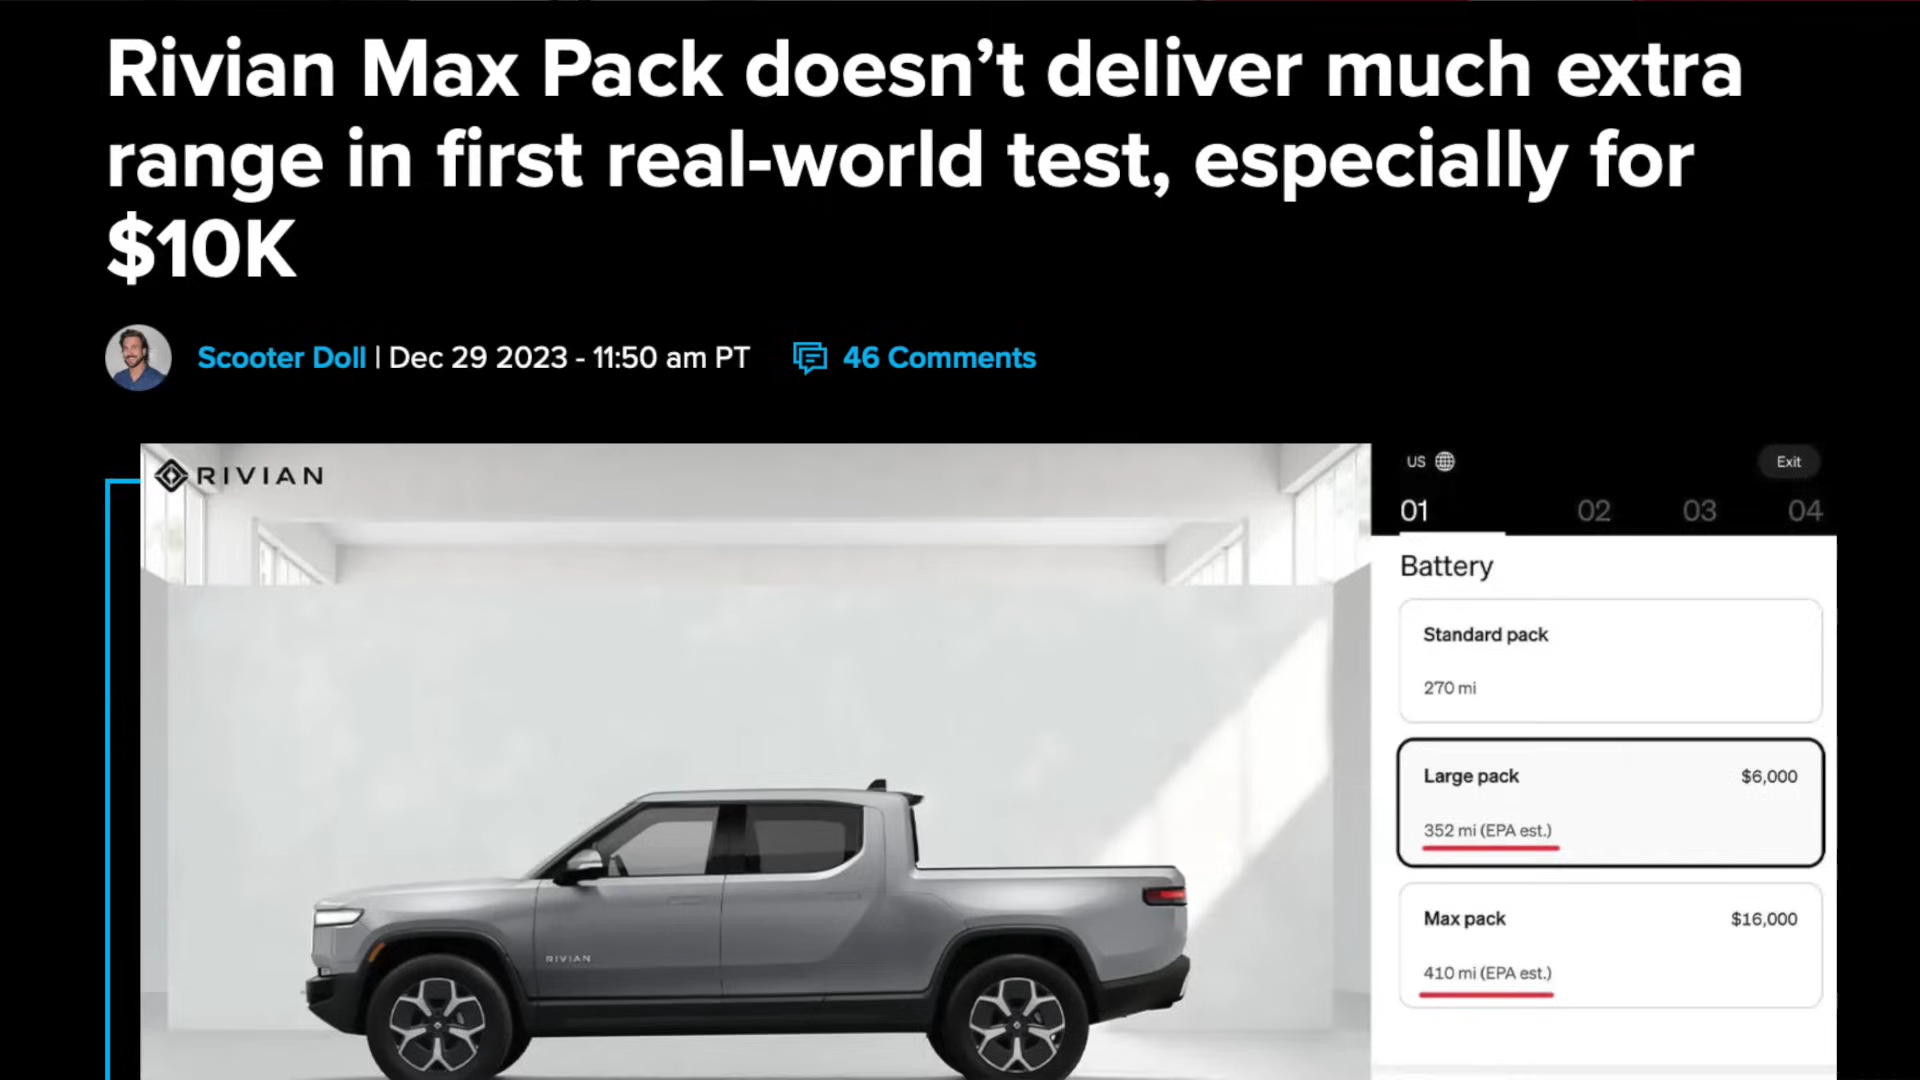 Rivian Max Pack doesn’t deliver much extra
range in first real-world test, especially for
$10K
Scooter Doll | Dec 29 2023 - 11:50 am PT 46 Comments
RIVIAN
US Exit
01 02 03 04
Battery
Standard pack
270 mi
Large pack $6,000
352 mi (EPA est.)
Max pack $16,000
410 mi (EPA est.)
RIVIAN